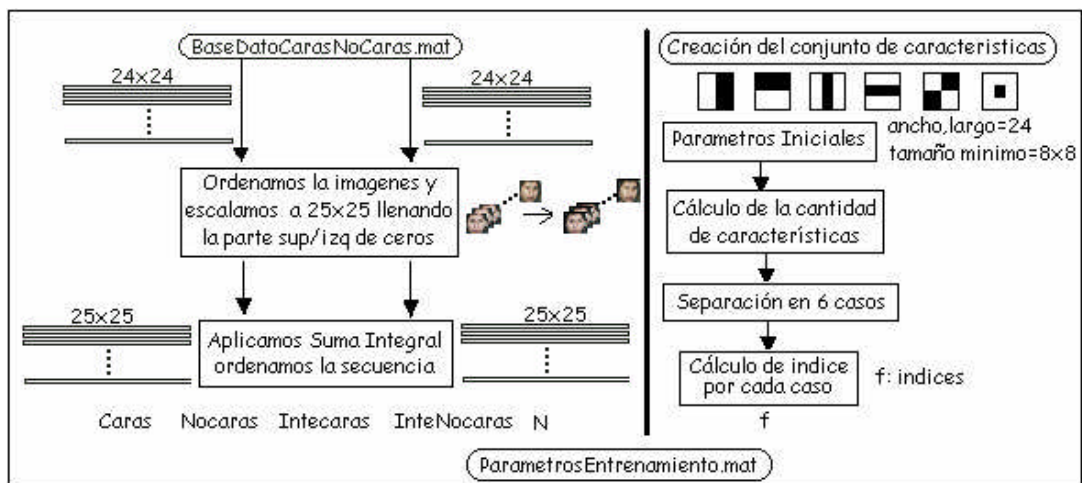 BaseDatoCarasNoCaras.mat
24x24
24x24
Ordenamos la imagenes y
escalamos a 25x25 llenando
la parte sup/izq de ceros
25x25
25x25
Aplicamos Suma Integral
ordenamos la secuencia
Caras Nocaras Intecaras InteNocaras N
Creación del conjunto de caracteristicas
Parametros Iniciales
ancho,largo=24
tamaño minimo=8x8
Cálculo de la cantidad
de característícas
Separación en 6 casos
Cálculo de indice
por cada caso
f: indices
f
ParametrosEntrenamiento.mat